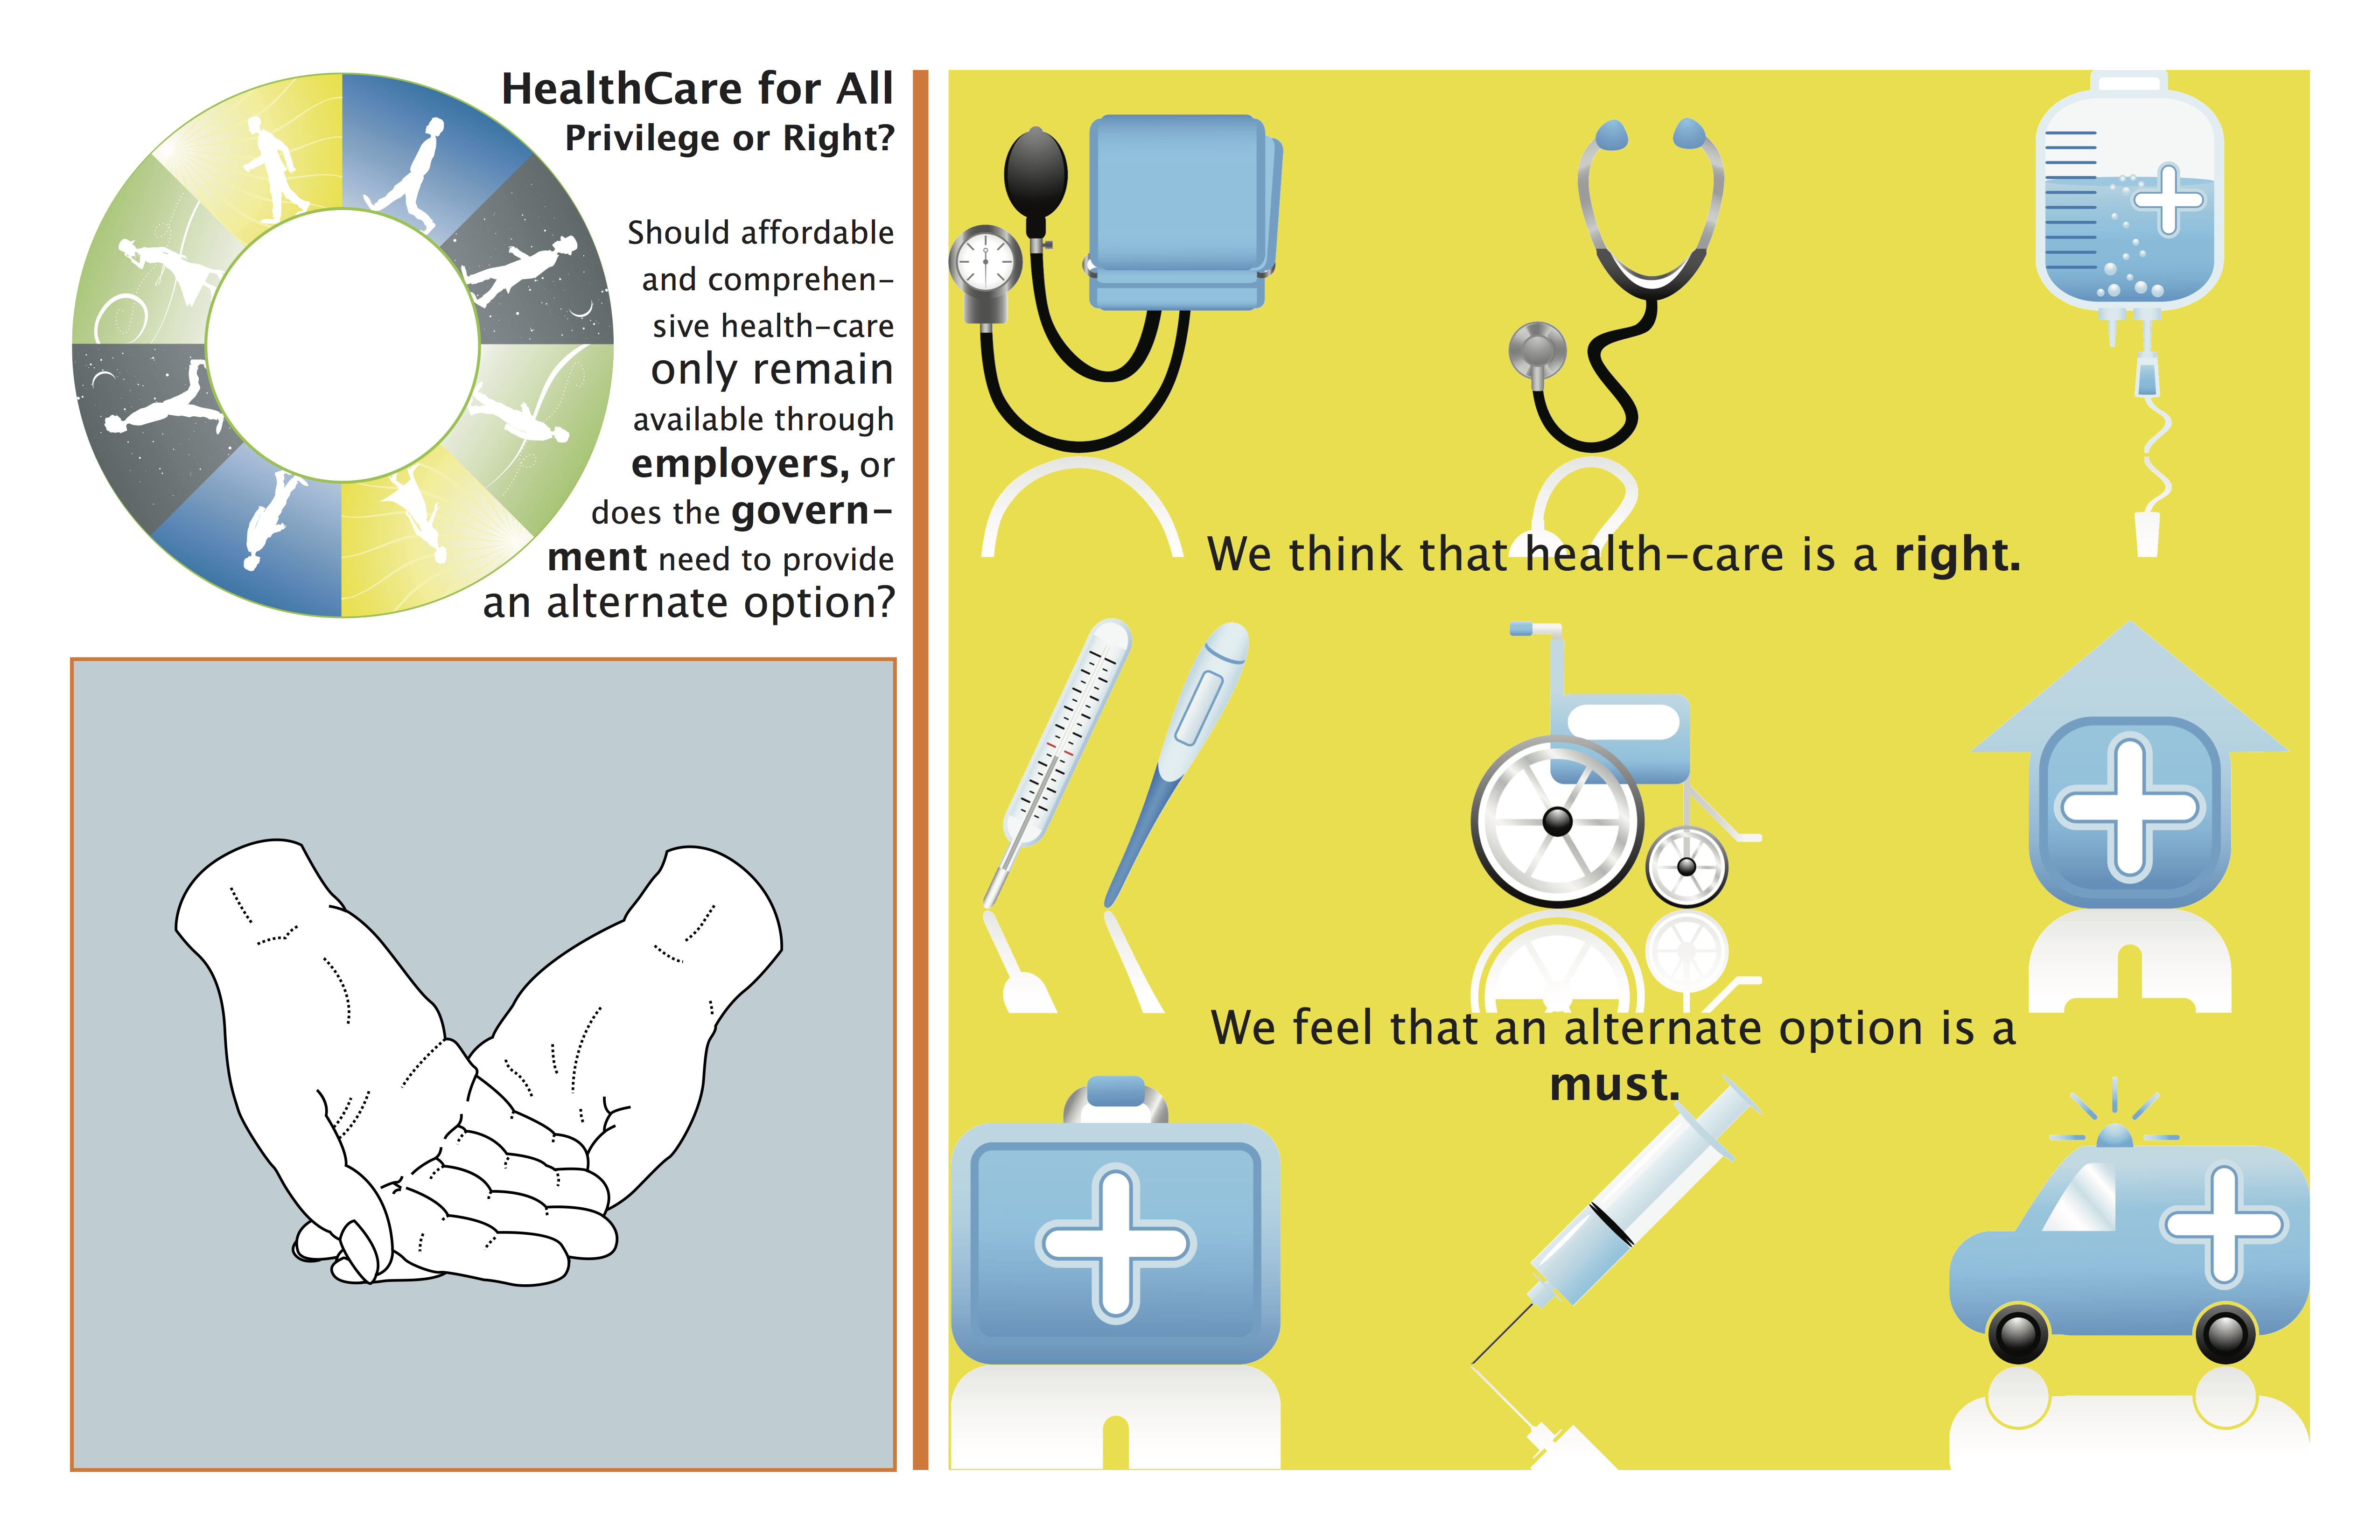 HealthCare for All
Privilege or Right?
Should affordable
and comprehen-
sive health-care
only remain
available through
employers, or
does the govern-
ment need to provide
an alternate option?
We think that health-care is a right.
We feel that an alternate option is a
must.